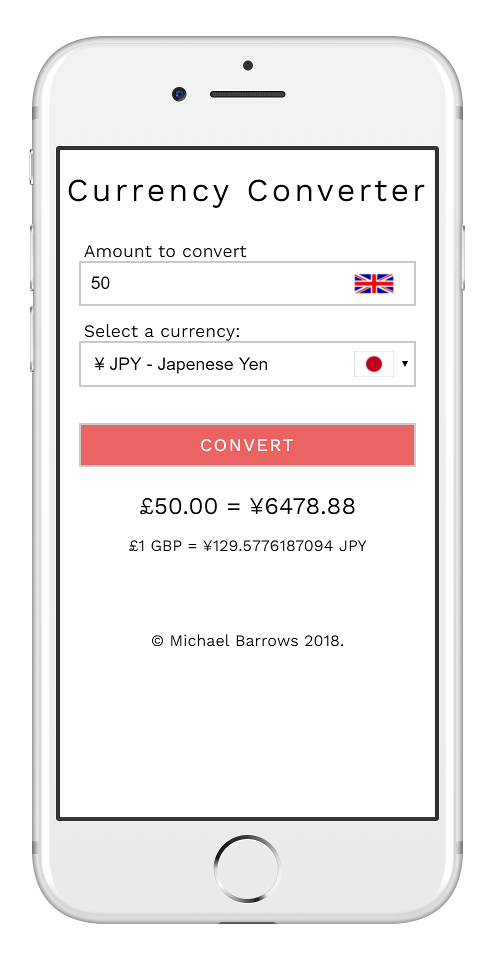 Currency Converter
Amount to convert
50
Select a currency:
¥ JPY - Japenese Yen
CONVERT
£50.00 = ¥6478.88
£1 GBP = ¥129.5776187094 JPY
© Michael Barrows 2018.